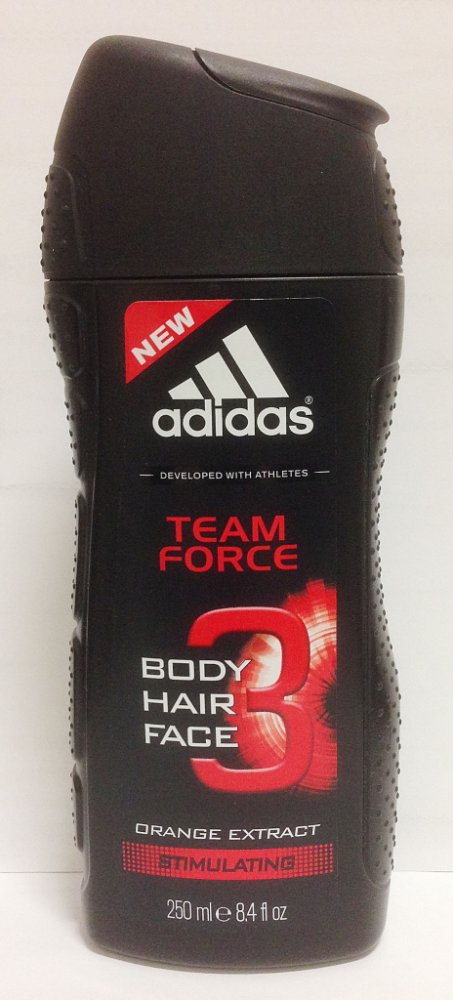 NEW
adidas®
DEVELOPED WITH ATHLETES
TEAM
FORCE
3
BODY
HAIR
FACE
ORANGE EXTRACT
STIMULATING
250 ml e 8.4 fl oz